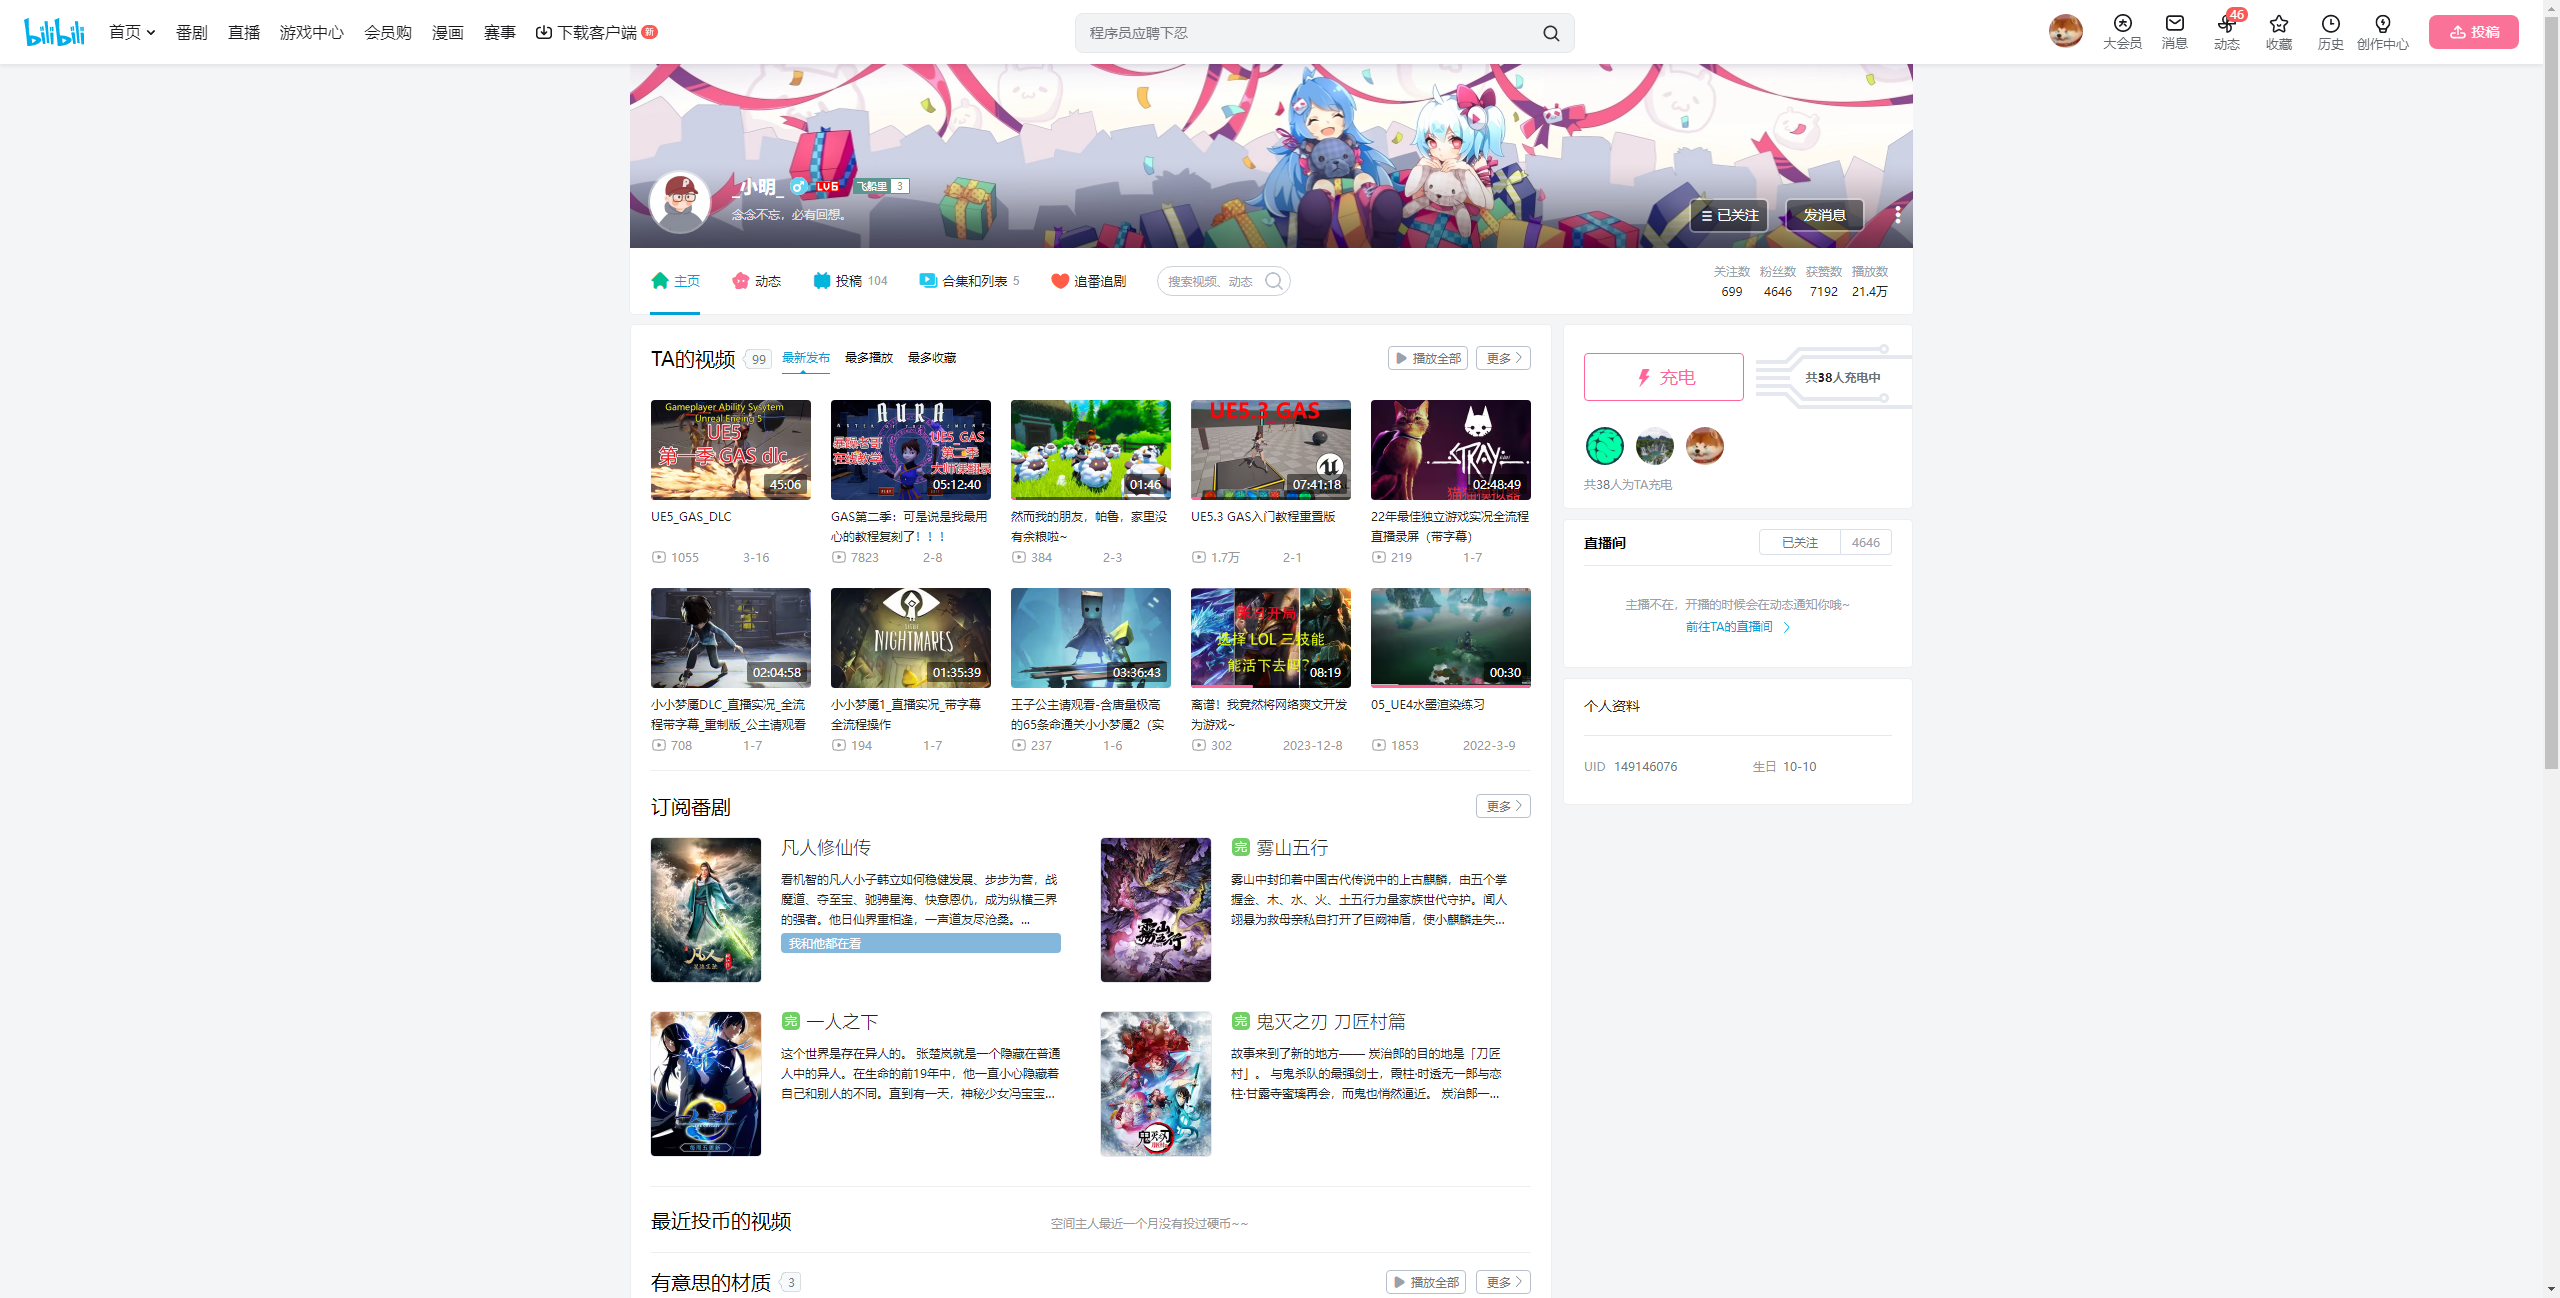 bilibili
首页
番剧
直播
游戏中心
会员购
漫画
赛事
下载客户端
新
程序员应聘下忍
大会员
消息
46
动态
收藏
历史
创作中心
投稿
_小明_
LV6
飞船里 3
念念不忘，必有回想。
已关注
发消息
主页
动态
投稿 104
合集和列表 5
追番追剧
搜索视频、动态
关注数 粉丝数 获赞数 播放数
699 4646 7192 21.4万
TA的视频 99
最新发布
最多播放
最多收藏
播放全部
更多
Gameplayer Ability Sysytem
Unreal Eneing 5
UE5
第一季 GAS dlc
45:06
UE5_GAS_DLC
1055 3-16
AURA
暴躁老哥
在线教学
UE5_GAS
第二季
05:12:40
GAS第二季：可是说是我最用
心的教程复刻了！！！
7823 2-8
01:46
然而我的朋友，帕鲁，家里没
有余粮啦~
384 2-3
UE5.3 GAS
07:41:18
UE5.3 GAS入门教程重置版
1.7万 2-1
STRAY
02:48:49
22年最佳独立游戏实况全流程
直播录屏（带字幕）
219 1-7
02:04:58
小小梦魇DLC_直播实况_全流
程带字幕_重制版_公主请观看
708 1-7
NIGHTMARES
01:35:39
小小梦魇1_直播实况_带字幕
全流程操作
194 1-7
03:36:43
王子公主请观看-含唐量极高
的65条命通关小小梦魇2（实
237 1-6
选择 LOL 三技能
能活下去吗?
08:19
离谱！我竟然将网络爽文开发
为游戏~
302 2023-12-8
00:30
05_UE4水墨渲染练习
1853 2022-3-9
充电
共38人充电中
共38人为TA充电
直播间
已关注 4646
主播不在，开播的时候会在动态通知你哦~
前往TA的直播间
个人资料
UID 149146076
生日 10-10
订阅番剧
更多
凡人
凡人修仙传
看机智的凡人小子韩立如何稳健发展、步步为营，战
魔道、夺至宝、驰骋星海、快意恩仇，成为纵横三界
的强者。他日仙界重相逢，一声道友尽沧桑。...
我和他都在看
雾山五行
完 雾山五行
雾山中封印着中国古代传说中的上古麒麟，由五个掌
握金、木、水、火、土五行力量家族世代守护。闻人
翊悬为救母亲私自打开了巨阙神盾，使小麒麟走失...
完 一人之下
这个世界是存在异人的。 张楚岚就是一个隐藏在普通
人中的异人。在生命的前19年中，他一直小心隐藏着
自己和别人的不同。直到有一天，神秘少女冯宝宝...
鬼灭之刃
完 鬼灭之刃 刀匠村篇
故事来到了新的地方—— 炭治郎的目的地是「刀匠
村」。 与鬼杀队的最强剑士，霞柱·时透无一郎与恋
柱·甘露寺蜜璃再会，而鬼也悄然逼近。 炭治郎一...
最近投币的视频
空间主人最近一个月没有投过硬币~~
有意思的材质 3
播放全部
更多